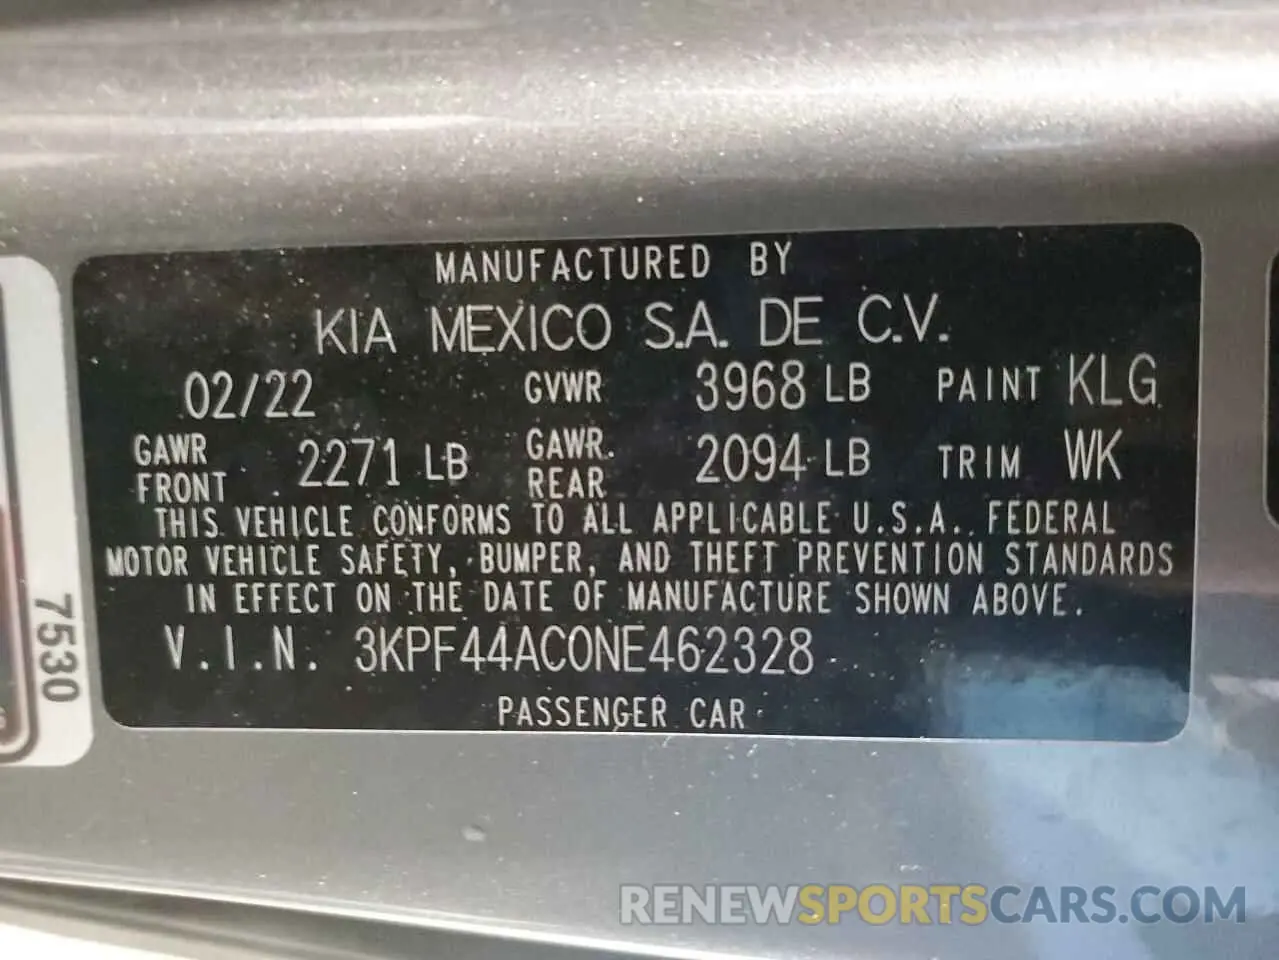 MANUFACTURED BY
KIA MEXICO S.A. DE C.V.
02/22 GVWR 3968 LB PAINT KLG
GAWR FRONT 2271 LB GAWR REAR 2094 LB TRIM WK
THIS VEHICLE CONFORMS TO ALL APPLICABLE U.S.A. FEDERAL
MOTOR VEHICLE SAFETY, BUMPER, AND THEFT PREVENTION STANDARDS
IN EFFECT ON THE DATE OF MANUFACTURE SHOWN ABOVE.
V.I.N. 3KPF44AC0NE462328
PASSENGER CAR
7530
RENEWSPORTSCARS.COM